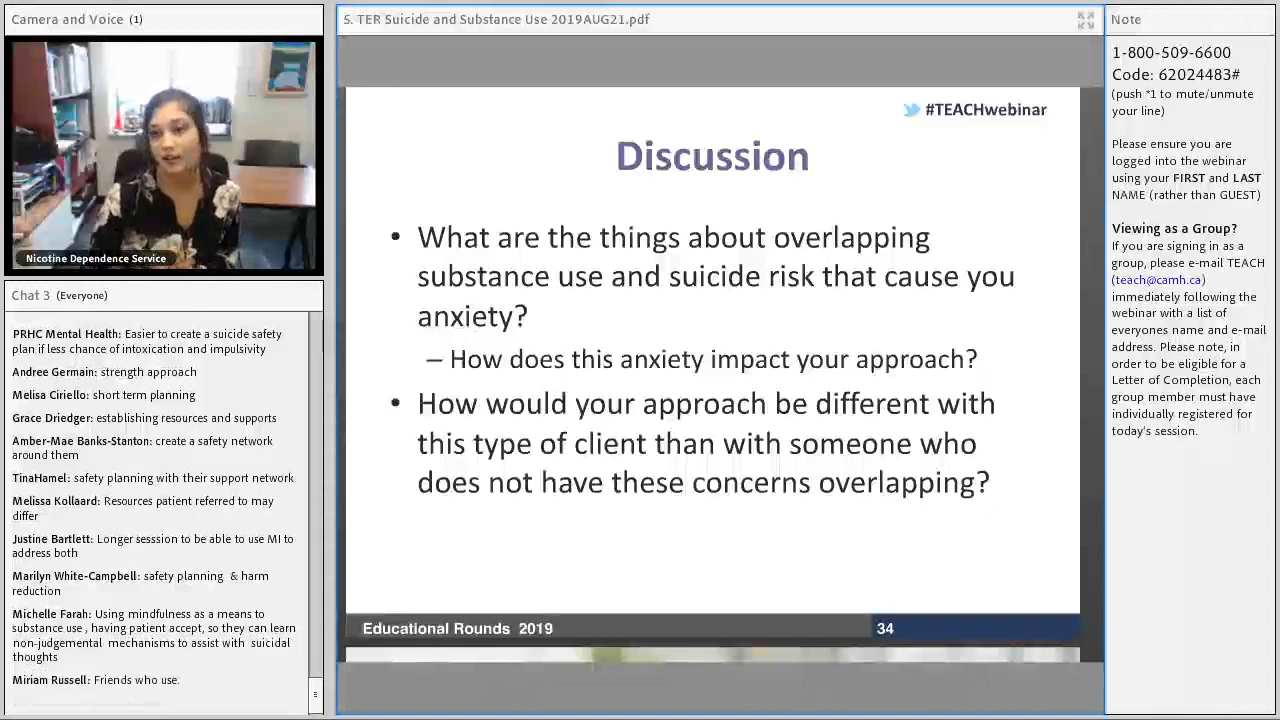 Camera and Voice (1)
Nicotine Dependence Service
Chat 3 (Everyone)
PRHC Mental Health: Easier to create a suicide safety
plan if less chance of intoxication and impulsivity
Andree Germain: strength approach
Melisa Ciriello: short term planning
Grace Driedger: establishing resources and supports
Amber-Mae Banks-Stanton: create a safety network
around them
TinaHamel: safety planning with their support network
Melissa Kollaard: Resources patient referred to may
differ
Justine Bartlett: Longer sesssion to be able to use MI to
address both
Marilyn White-Campbell: safety planning & harm
reduction
Michelle Farah: Using mindfulness as a means to
substance use , having patient accept, so they can learn
non-judgemental mechanisms to assist with suicidal
thoughts
Miriam Russell: Friends who use.
5. TER Suicide and Substance Use 2019AUG21.pdf
#TEACHwebinar
Discussion
• What are the things about overlapping
substance use and suicide risk that cause you
anxiety?
– How does this anxiety impact your approach?
• How would your approach be different with
this type of client than with someone who
does not have these concerns overlapping?
Educational Rounds 2019
34
Note
1-800-509-6600
Code: 62024483#
(push *1 to mute/unmute
your line)
Please ensure you are
logged into the webinar
using your FIRST and LAST
NAME (rather than GUEST)
Viewing as a Group?
If you are signing in as a
group, please e-mail TEACH
(teach@camh.ca)
immediately following the
webinar with a list of
everyones name and e-mail
address. Please note, in
order to be eligible for a
Letter of Completion, each
group member must have
individually registered for
today's session.